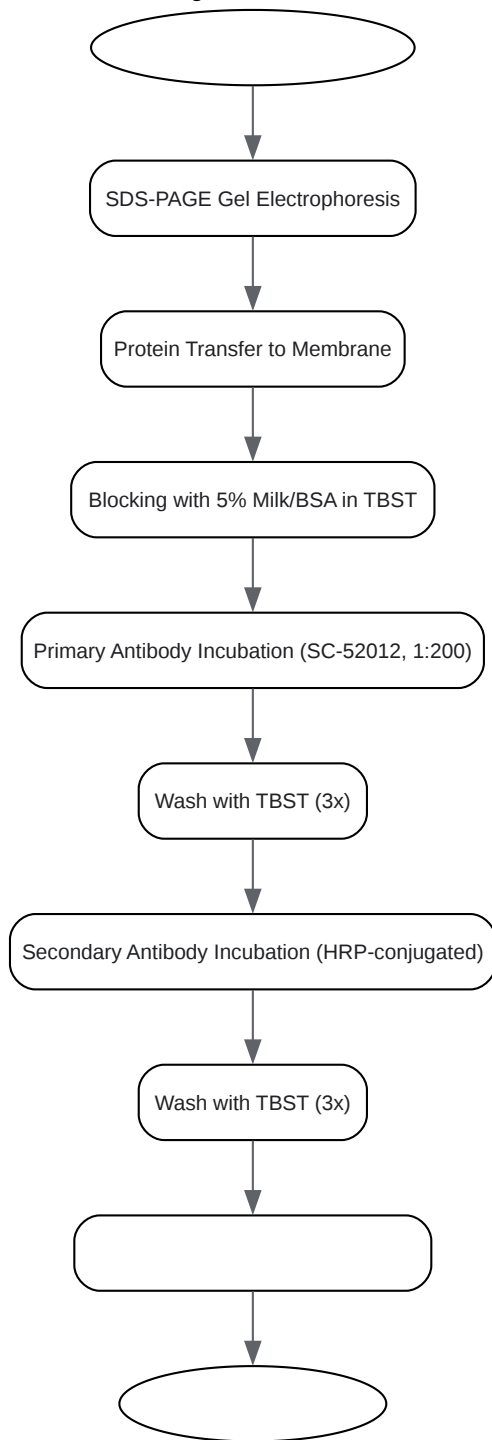 SDS-PAGE Gel Electrophoresis
Protein Transfer to Membrane
Blocking with 5% Milk/BSA in TBST
Primary Antibody Incubation (SC-52012, 1:200)
Wash with TBST (3x)
Secondary Antibody Incubation (HRP-conjugated)
Wash with TBST (3x)